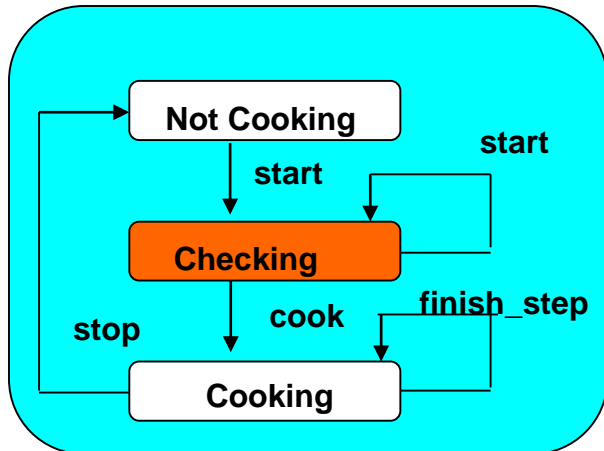 Not Cooking
start
start
Checking
cook
finish_step
stop
Cooking